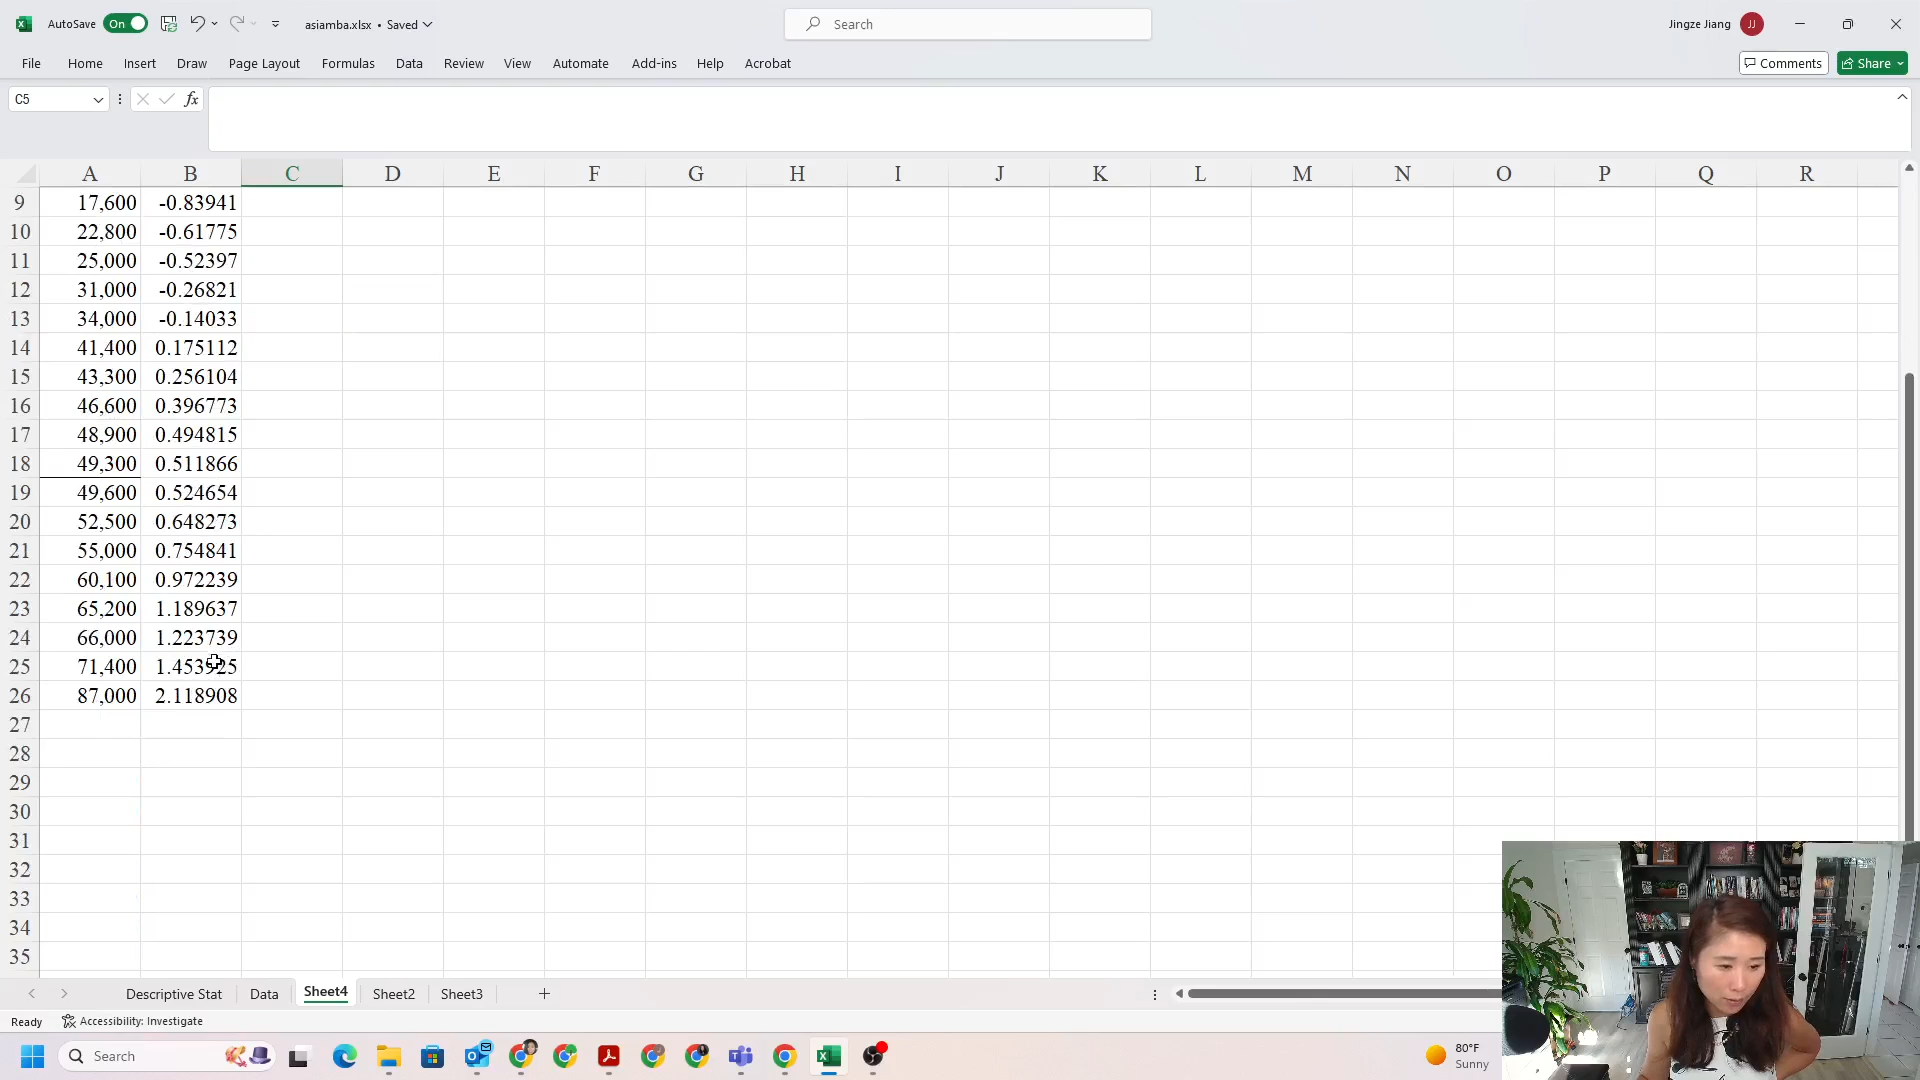 AutoSave On asiamba.xlsx • Saved Search Jingze Jiang JJ
File Home Insert Draw Page Layout Formulas Data Review View Automate Add-ins Help Acrobat Comments Share
C5 fx
A B C D E F G H I J K L M N O P Q R
9 17,600 -0.83941
10 22,800 -0.61775
11 25,000 -0.52397
12 31,000 -0.26821
13 34,000 -0.14033
14 41,400 0.175112
15 43,300 0.256104
16 46,600 0.396773
17 48,900 0.494815
18 49,300 0.511866
19 49,600 0.524654
20 52,500 0.648273
21 55,000 0.754841
22 60,100 0.972239
23 65,200 1.189637
24 66,000 1.223739
25 71,400 1.453925
26 87,000 2.118908
27
28
29
30
31
32
33
34
35
Descriptive Stat Data Sheet4 Sheet2 Sheet3
Ready Accessibility: Investigate
Search
80°F
Sunny